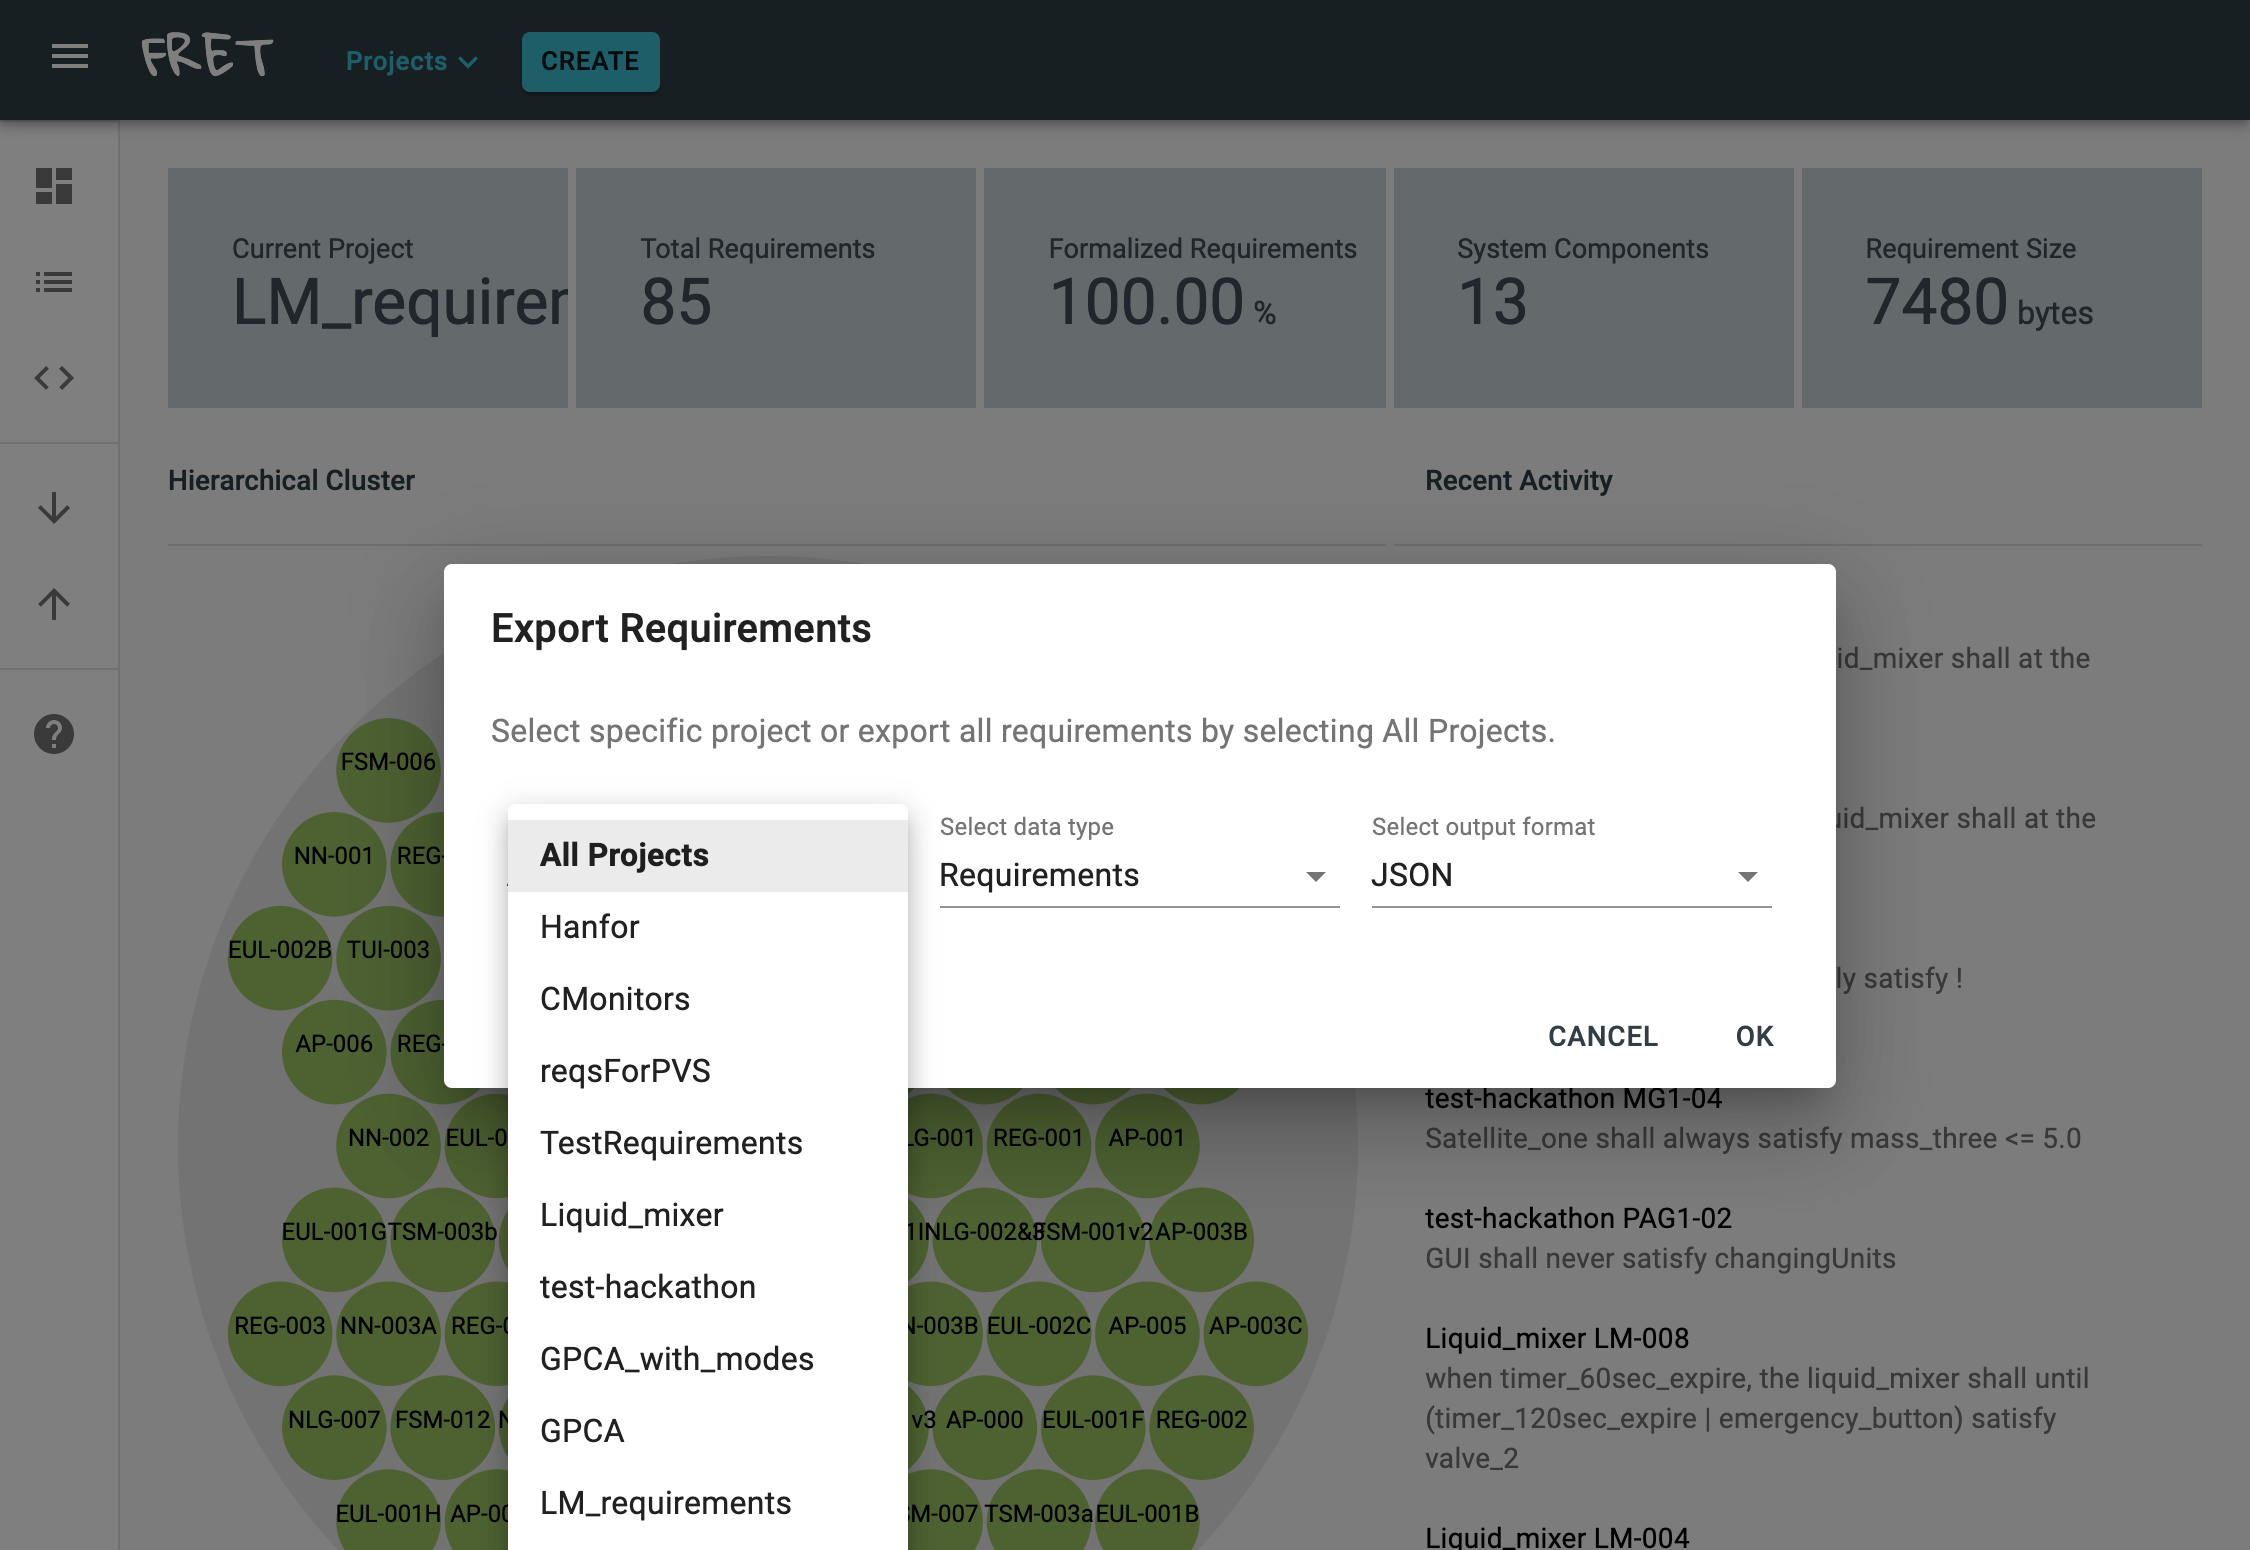 FRET
Projects
CREATE
Current Project
LM_requirer
Total Requirements
85
Formalized Requirements
100.00 %
System Components
13
Requirement Size
7480 bytes
Hierarchical Cluster
Recent Activity
Export Requirements
Select specific project or export all requirements by selecting All Projects.
All Projects
Hanfor
CMonitors
reqsForPVS
TestRequirements
Liquid_mixer
test-hackathon
GPCA_with_modes
GPCA
LM_requirements
Select data type
Requirements
Select output format
JSON
CANCEL
OK
FSM-006
NN-001
REG-
EUL-002B
TUI-003
AP-006
REG-
NN-002
EUL-0
LG-001
REG-001
AP-001
EUL-001G
TSM-003b
NLG-002&3
FSM-001v2
AP-003B
REG-003
NN-003A
REG-0
N-003B
EUL-002C
AP-005
AP-003C
NLG-007
FSM-012
v3
AP-000
EUL-001F
REG-002
EUL-001H
AP-00
M-007
TSM-003a
EUL-001B
id_mixer shall at the
uid_mixer shall at the
ly satisfy !
test-hackathon MG1-04
Satellite_one shall always satisfy mass_three <= 5.0
test-hackathon PAG1-02
GUI shall never satisfy changingUnits
Liquid_mixer LM-008
when timer_60sec_expire, the liquid_mixer shall until
(timer_120sec_expire | emergency_button) satisfy
valve_2
Liquid_mixer LM-004